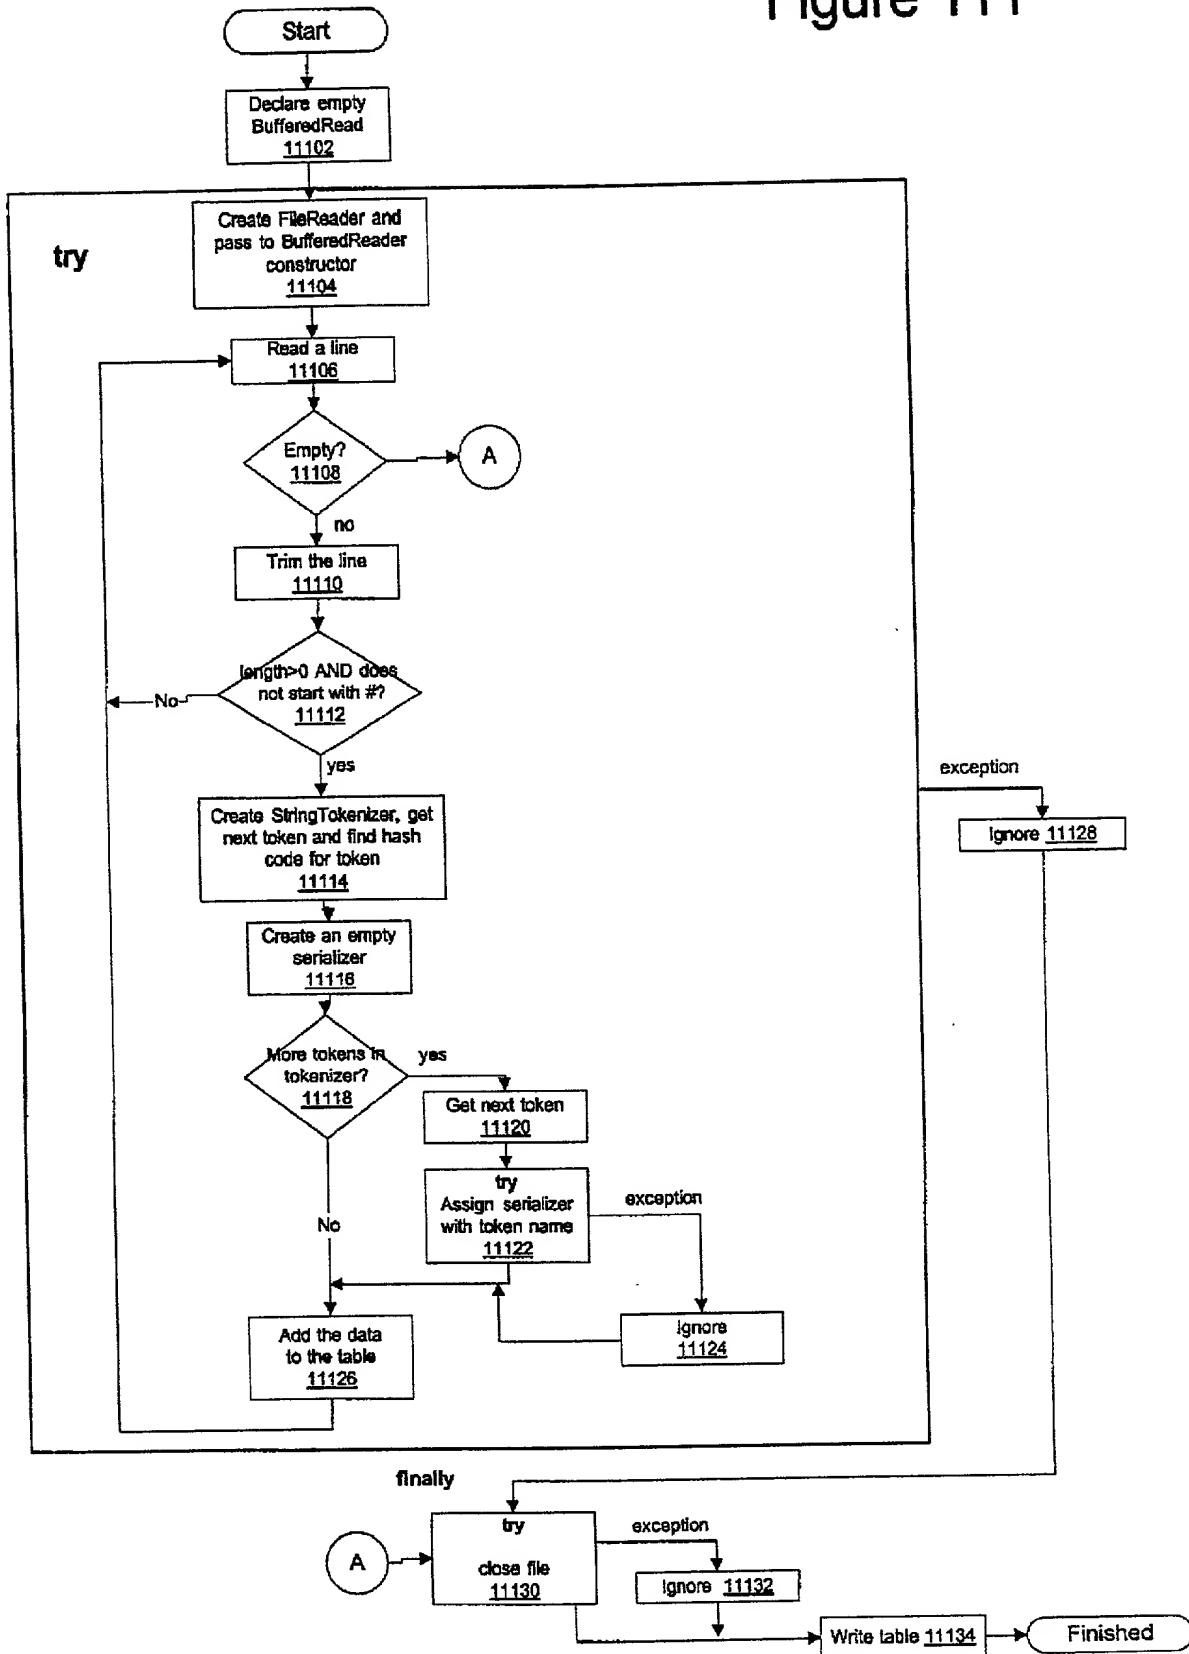 Figure 111
Start
Declare empty
BufferedRead
11102
try
Create FileReader and
pass to BufferedReader
constructor
11104
Read a line
11106
Empty?
11108
A
no
Trim the line
11110
length>0 AND does
not start with #?
11112
No
yes
exception
Ignore 11128
Create StringTokenizer, get
next token and find hash
code for token
11114
Create an empty
serializer
11116
More tokens in
tokenizer?
11118
yes
Get next token
11120
try
Assign serializer
with token name
11122
exception
No
Ignore
11124
Add the data
to the table
11126
finally
A
try
close file
11130
exception
Ignore 11132
Write table 11134
Finished